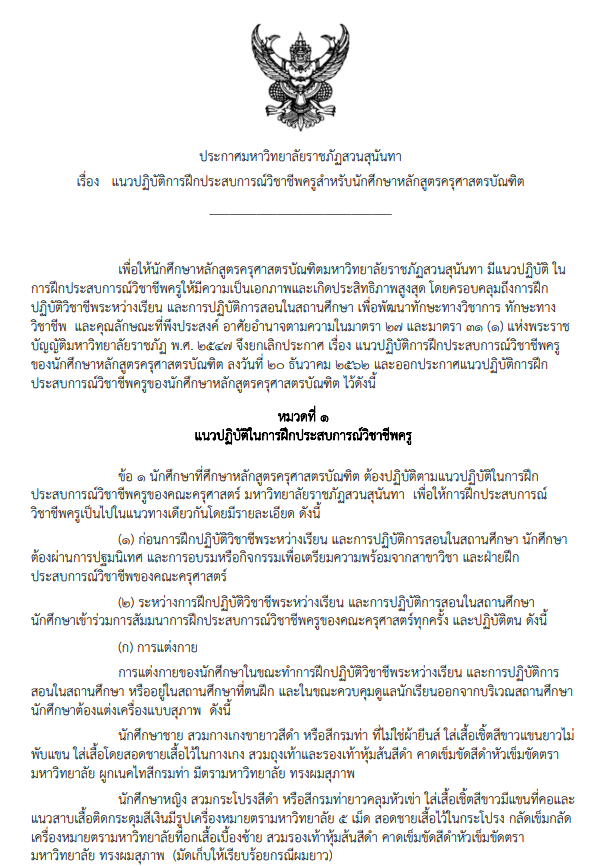 ประกาศมหาวิทยาลัยราชภัฏสวนสุนันทา
เรื่อง แนวปฏิบัติการฝึกประสบการณ์วิชาชีพครูสำหรับนักศึกษาหลักสูตรครุศาสตรบัณฑิต
เพื่อให้นักศึกษาหลักสูตรครุศาสตรบัณฑิตมหาวิทยาลัยราชภัฏสวนสุนันทา มีแนวปฏิบัติ ใน
การฝึกประสบการณ์วิชาชีพครูให้มีความเป็นเอกภาพและเกิดประสิทธิภาพสูงสุด โดยครอบคลุมถึงการฝึก
ปฏิบัติวิชาชีพระหว่างเรียน และการปฏิบัติการสอนในสถานศึกษา เพื่อพัฒนาทักษะทางวิชาการ ทักษะทาง
วิชาชีพ และคุณลักษณะที่พึงประสงค์ อาศัยอำนาจตามความในมาตรา ๒๗ และมาตรา ๓๑ (๑) แห่งพระราช
บัญญัติมหาวิทยาลัยราชภัฏ พ.ศ. ๒๕๔๗ จึงยกเลิกประกาศ เรื่อง แนวปฏิบัติการฝึกประสบการณ์วิชาชีพครู
ของนักศึกษาหลักสูตรครุศาสตรบัณฑิต ลงวันที่ ๒๐ ธันวาคม ๒๕๖๒ และออกประกาศแนวปฏิบัติการฝึก
ประสบการณ์วิชาชีพครูของนักศึกษาหลักสูตรครุศาสตรบัณฑิต ไว้ดังนี้
หมวดที่ ๑
แนวปฏิบัติในการฝึกประสบการณ์วิชาชีพครู
ข้อ ๑ นักศึกษาที่ศึกษาหลักสูตรครุศาสตรบัณฑิต ต้องปฏิบัติตามแนวปฏิบัติในการฝึก
ประสบการณ์วิชาชีพครูของคณะครุศาสตร์ มหาวิทยาลัยราชภัฏสวนสุนันทา เพื่อให้การฝึกประสบการณ์
วิชาชีพครูเป็นไปในแนวทางเดียวกันโดยมีรายละเอียด ดังนี้
(๑) ก่อนการฝึกปฏิบัติวิชาชีพระหว่างเรียน และการปฏิบัติการสอนในสถานศึกษา นักศึกษา
ต้องผ่านการปฐมนิเทศ และการอบรมหรือกิจกรรมเพื่อเตรียมความพร้อมจากสาขาวิชา และฝ่ายฝึก
ประสบการณ์วิชาชีพของคณะครุศาสตร์
(๒) ระหว่างการฝึกปฏิบัติวิชาชีพระหว่างเรียน และการปฏิบัติการสอนในสถานศึกษา
นักศึกษาเข้าร่วมการสัมมนาการฝึกประสบการณ์วิชาชีพครูของคณะครุศาสตร์ทุกครั้ง และปฏิบัติตน ดังนี้
(ก) การแต่งกาย
การแต่งกายของนักศึกษาในขณะทำการฝึกปฏิบัติวิชาชีพระหว่างเรียน และการปฏิบัติการ
สอนในสถานศึกษา หรืออยู่ในสถานศึกษาที่ตนฝึก และในขณะควบคุมดูแลนักเรียนออกจากบริเวณสถานศึกษา
นักศึกษาต้องแต่งเครื่องแบบสุภาพ ดังนี้
นักศึกษาชาย สวมกางเกงขายาวสีดำ หรือสีกรมท่า ที่ไม่ใช่ผ้ายีนส์ ใส่เสื้อเชิ้ตสีขาวแขนยาวไม่
พับแขน ใส่เสื้อโดยสอดชายเสื้อไว้ในกางเกง สวมถุงเท้าและรองเท้าหุ้มส้นสีดำ คาดเข็มขัดสีดำหัวเข็มขัดตรา
มหาวิทยาลัย ผูกเนคไทสีกรมท่า มีตรามหาวิทยาลัย ทรงผมสุภาพ
นักศึกษาหญิง สวมกระโปรงสีดำ หรือสีกรมท่ายาวคลุมหัวเข่า ใส่เสื้อเชิ้ตสีขาวมีแขนที่คอและ
แนวสาบเสื้อติดกระดุมสีเงินมีรูปเครื่องหมายตรามหาวิทยาลัย ๕ เม็ด สอดชายเสื้อไว้ในกระโปรง กลัดเข็มกลัด
เครื่องหมายตรามหาวิทยาลัยที่อกเสื้อเบื้องซ้าย สวมรองเท้าหุ้มส้นสีดำ คาดเข็มขัดสีดำหัวเข็มขัดตรา
มหาวิทยาลัย ทรงผมสุภาพ (มัดเก็บให้เรียบร้อยกรณีผมยาว)